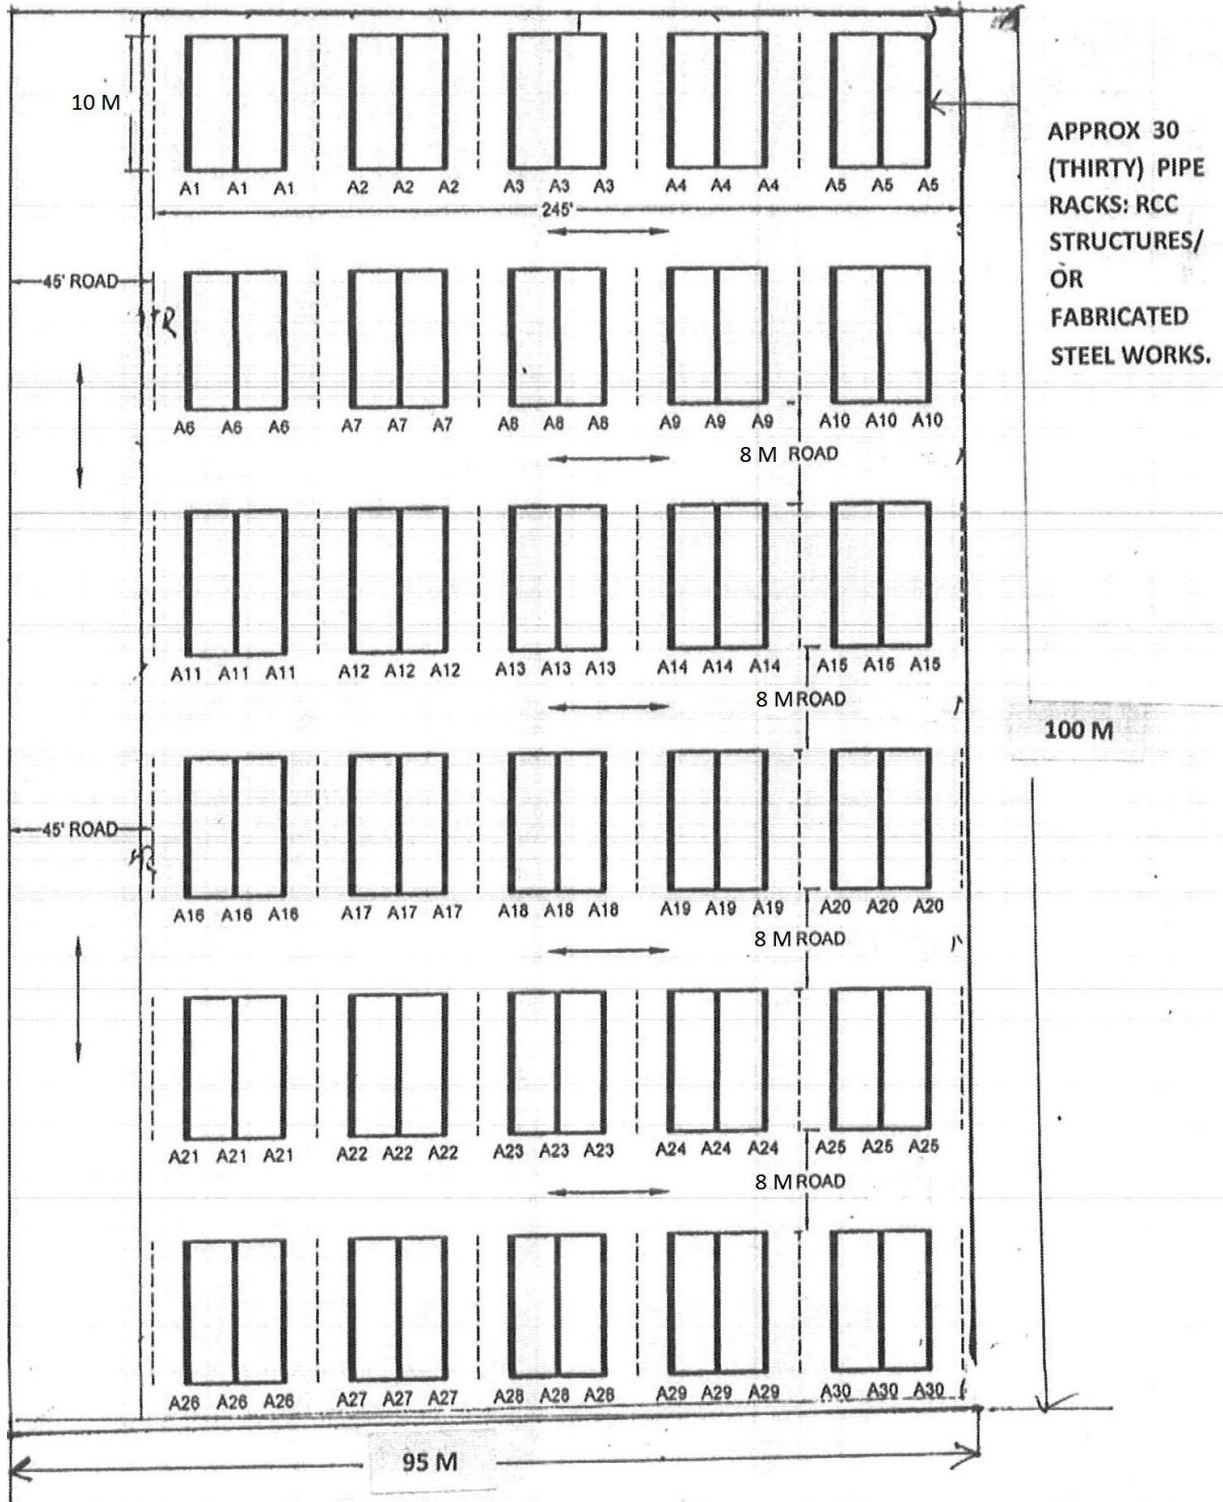 10 M
A1 A1 A1 A2 A2 A2 A3 A3 A3 A4 A4 A4 A5 A5 A5
245'
APPROX 30
(THIRTY) PIPE
RACKS: RCC
STRUCTURES/
OR
FABRICATED
STEEL WORKS.
45' ROAD
R
A6 A6 A6 A7 A7 A7 A8 A8 A8 A9 A9 A9 A10 A10 A10
8 M ROAD
A11 A11 A11 A12 A12 A12 A13 A13 A13 A14 A14 A14 A15 A15 A15
8 M ROAD
100 M
45' ROAD
A16 A16 A16 A17 A17 A17 A18 A18 A18 A19 A19 A19 A20 A20 A20
8 M ROAD
A21 A21 A21 A22 A22 A22 A23 A23 A23 A24 A24 A24 A25 A25 A25
8 M ROAD
A26 A26 A26 A27 A27 A27 A28 A28 A28 A29 A29 A29 A30 A30 A30
95 M